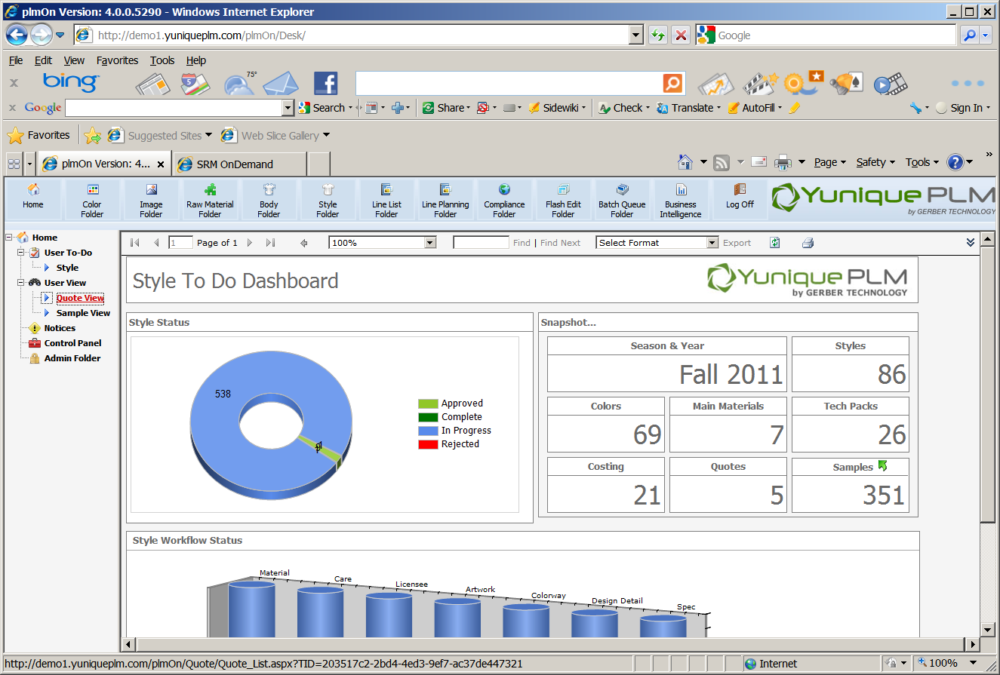 plmOn Version: 4.0.0.5290 - Windows Internet Explorer
http://demo1.yuniqueplm.com/plmOn/Desk/
Google
File Edit View Favorites Tools Help
x bing 5 75°
x Google Search Share Sidewiki Check Translate AutoFill Sign In
Favorites Suggested Sites Web Slice Gallery
plmOn Version: 4... x SRM OnDemand Page Safety Tools »
Home
Color Folder
Image Folder
Raw Material Folder
Body Folder
Style Folder
Line List Folder
Line Planning Folder
Compliance Folder
Flash Edit Folder
Batch Queue Folder
Business Intelligence
Log Off
Yunique PLM
by GERBER TECHNOLOGY
Home
User To-Do
Style
User View
Quote View
Sample View
Notices
Control Panel
Admin Folder
1 Page of 1 100% Find | Find Next Select Format Export
Style To Do Dashboard
Yunique PLM
by GERBER TECHNOLOGY
Style Status
538
Approved
Complete
In Progress
Rejected
Snapshot...
Season & Year
Fall 2011
Styles
86
Colors
69
Main Materials
7
Tech Packs
26
Costing
21
Quotes
5
Samples
351
Style Workflow Status
Material
Care
Licensee
Artwork
Colorway
Design Detail
Spec
http://demo1.yuniqueplm.com/plmOn/Quote/Quote_List.aspx?TID=203517c2-2bd4-4ed3-9ef7-ac37de447321
Internet
100%